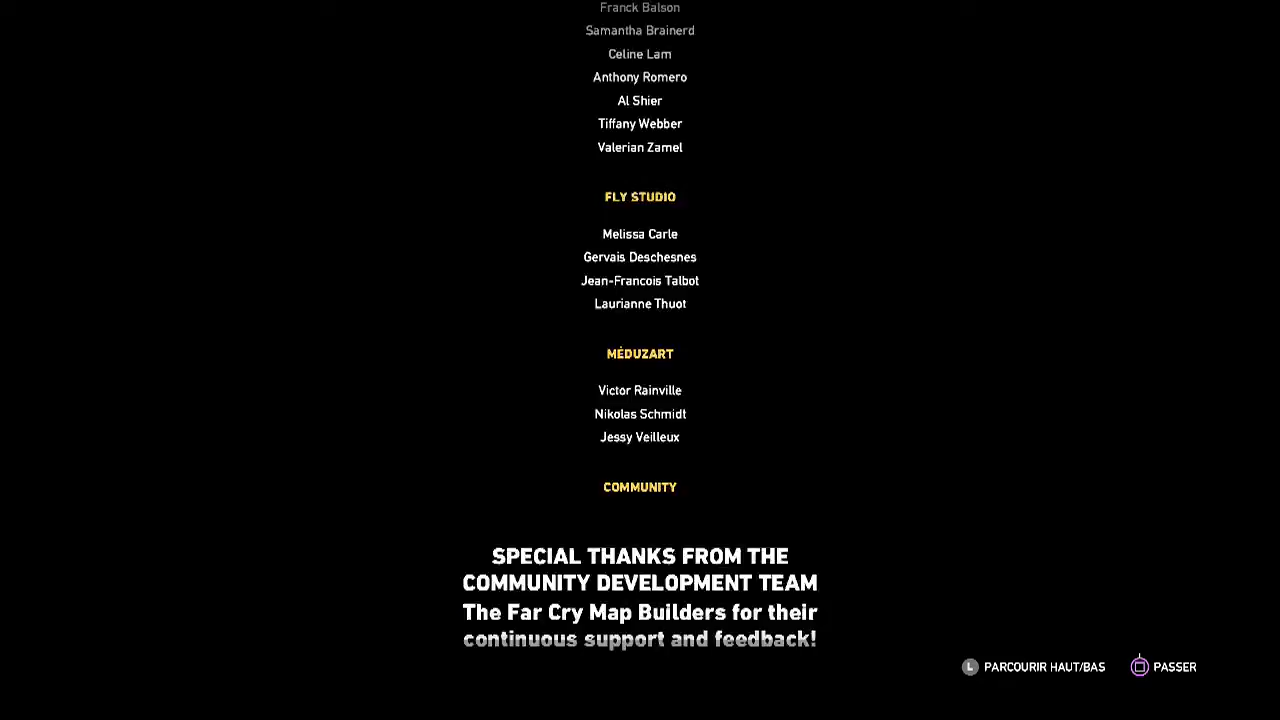 Franck Balson
Samantha Brainerd
Celine Lam
Anthony Romero
Al Shier
Tiffany Webber
Valerian Zamel
FLY STUDIO
Melissa Carle
Gervais Deschesnes
Jean-Francois Talbot
Laurianne Thuot
MÉDUZART
Victor Rainville
Nikolas Schmidt
Jessy Veilleux
COMMUNITY
SPECIAL THANKS FROM THE
COMMUNITY DEVELOPMENT TEAM
The Far Cry Map Builders for their
continuous support and feedback!
L PARCOURIR HAUT/BAS PASSER